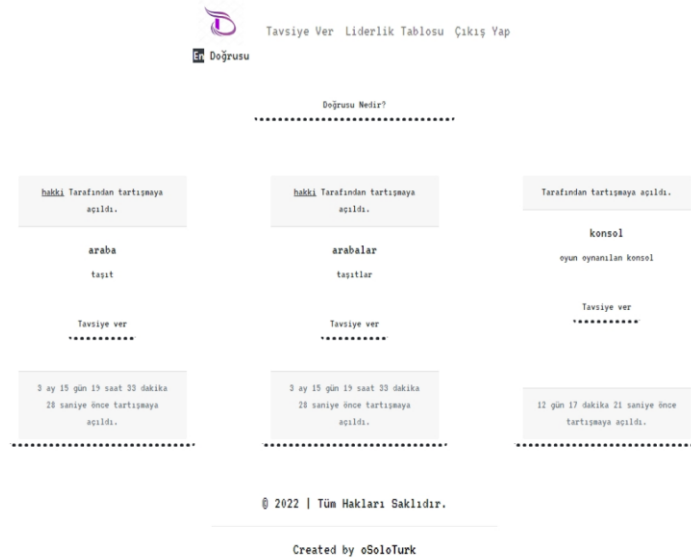 Tavsiye Ver Liderlik Tablosu Çıkış Yap
En Doğrusu
Doğrusu Nedir?
hakki Tarafından tartışmaya
açıldı.
araba
taşıt
Tavsiye ver
3 ay 15 gün 19 saat 33 dakika
28 saniye önce tartışmaya
açıldı.
hakki Tarafından tartışmaya
açıldı.
arabalar
taşıtlar
Tavsiye ver
3 ay 15 gün 19 saat 33 dakika
28 saniye önce tartışmaya
açıldı.
Tarafından tartışmaya açıldı.
konsol
oyun oynanılan konsol
Tavsiye ver
12 gün 17 dakika 21 saniye önce
tartışmaya açıldı.
© 2022 | Tüm Hakları Saklıdır.
Created by oSoloTurk